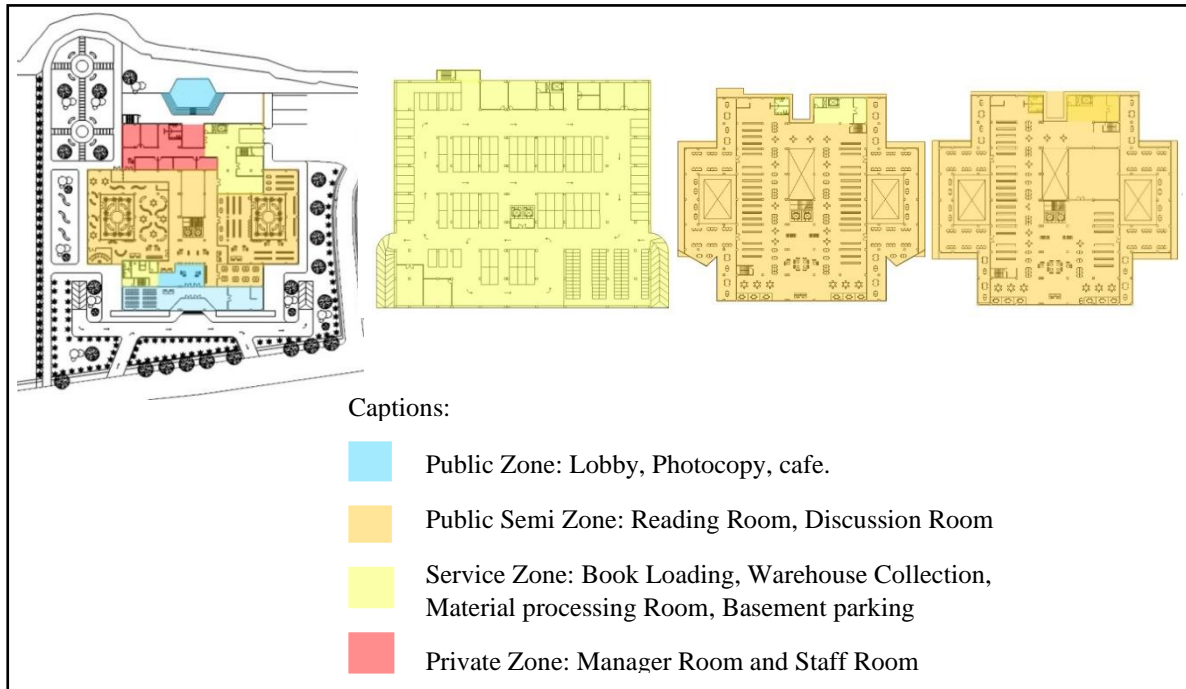 Captions:
Public Zone: Lobby, Photocopy, cafe.
Public Semi Zone: Reading Room, Discussion Room
Service Zone: Book Loading, Warehouse Collection,
Material processing Room, Basement parking
Private Zone: Manager Room and Staff Room